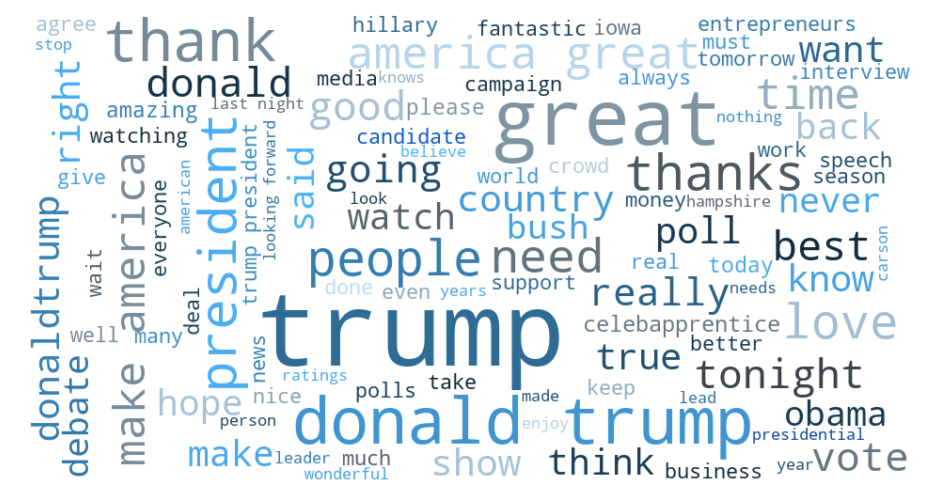 agree
stop
thank
hillary
fantastic
iowa
entrepreneurs
america great
must
want
tomorrow
interview
right
donald
media
knows
campaign
always
time
amazing
last night
good
please
great
nothing
back
watching
president
trump president
looking forward
candidate
believe
work
speech
season
give
make america
everyone
american
said
going
world
crowd
thanks
look
watch
country
money
hampshire
never
bush
poll
best
carson
donaldtrump
wait
people
need
real
today
know
done
even
years
support
really
needs
deal
trump
celebapprentice
love
well
many
news
true
better
ratings
tonight
debate
hope
nice
polls
take
made
keep
lead
person
donald trump
enjoy
obama
presidential
make
leader
much
wonderful
show
think
business
year
vote